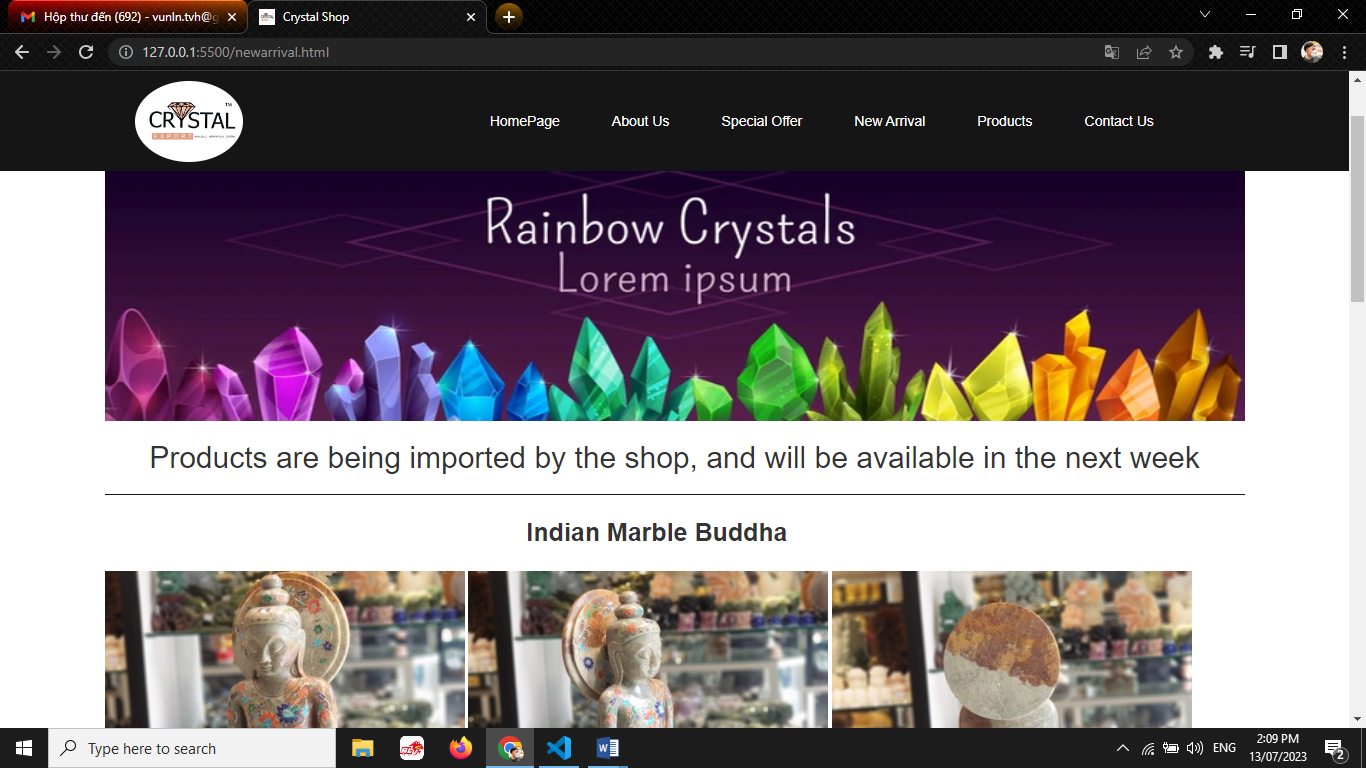 Hộp thư đến (692) - vunln.tvh@g
Crystal Shop
127.0.0.1:5500/newarrival.html
CRYSTAL
TM
EXPORT
HomePage
About Us
Special Offer
New Arrival
Products
Contact Us
Rainbow Crystals
Lorem ipsum
Products are being imported by the shop, and will be available in the next week
Indian Marble Buddha
Type here to search
ENG
2:09 PM
13/07/2023
2